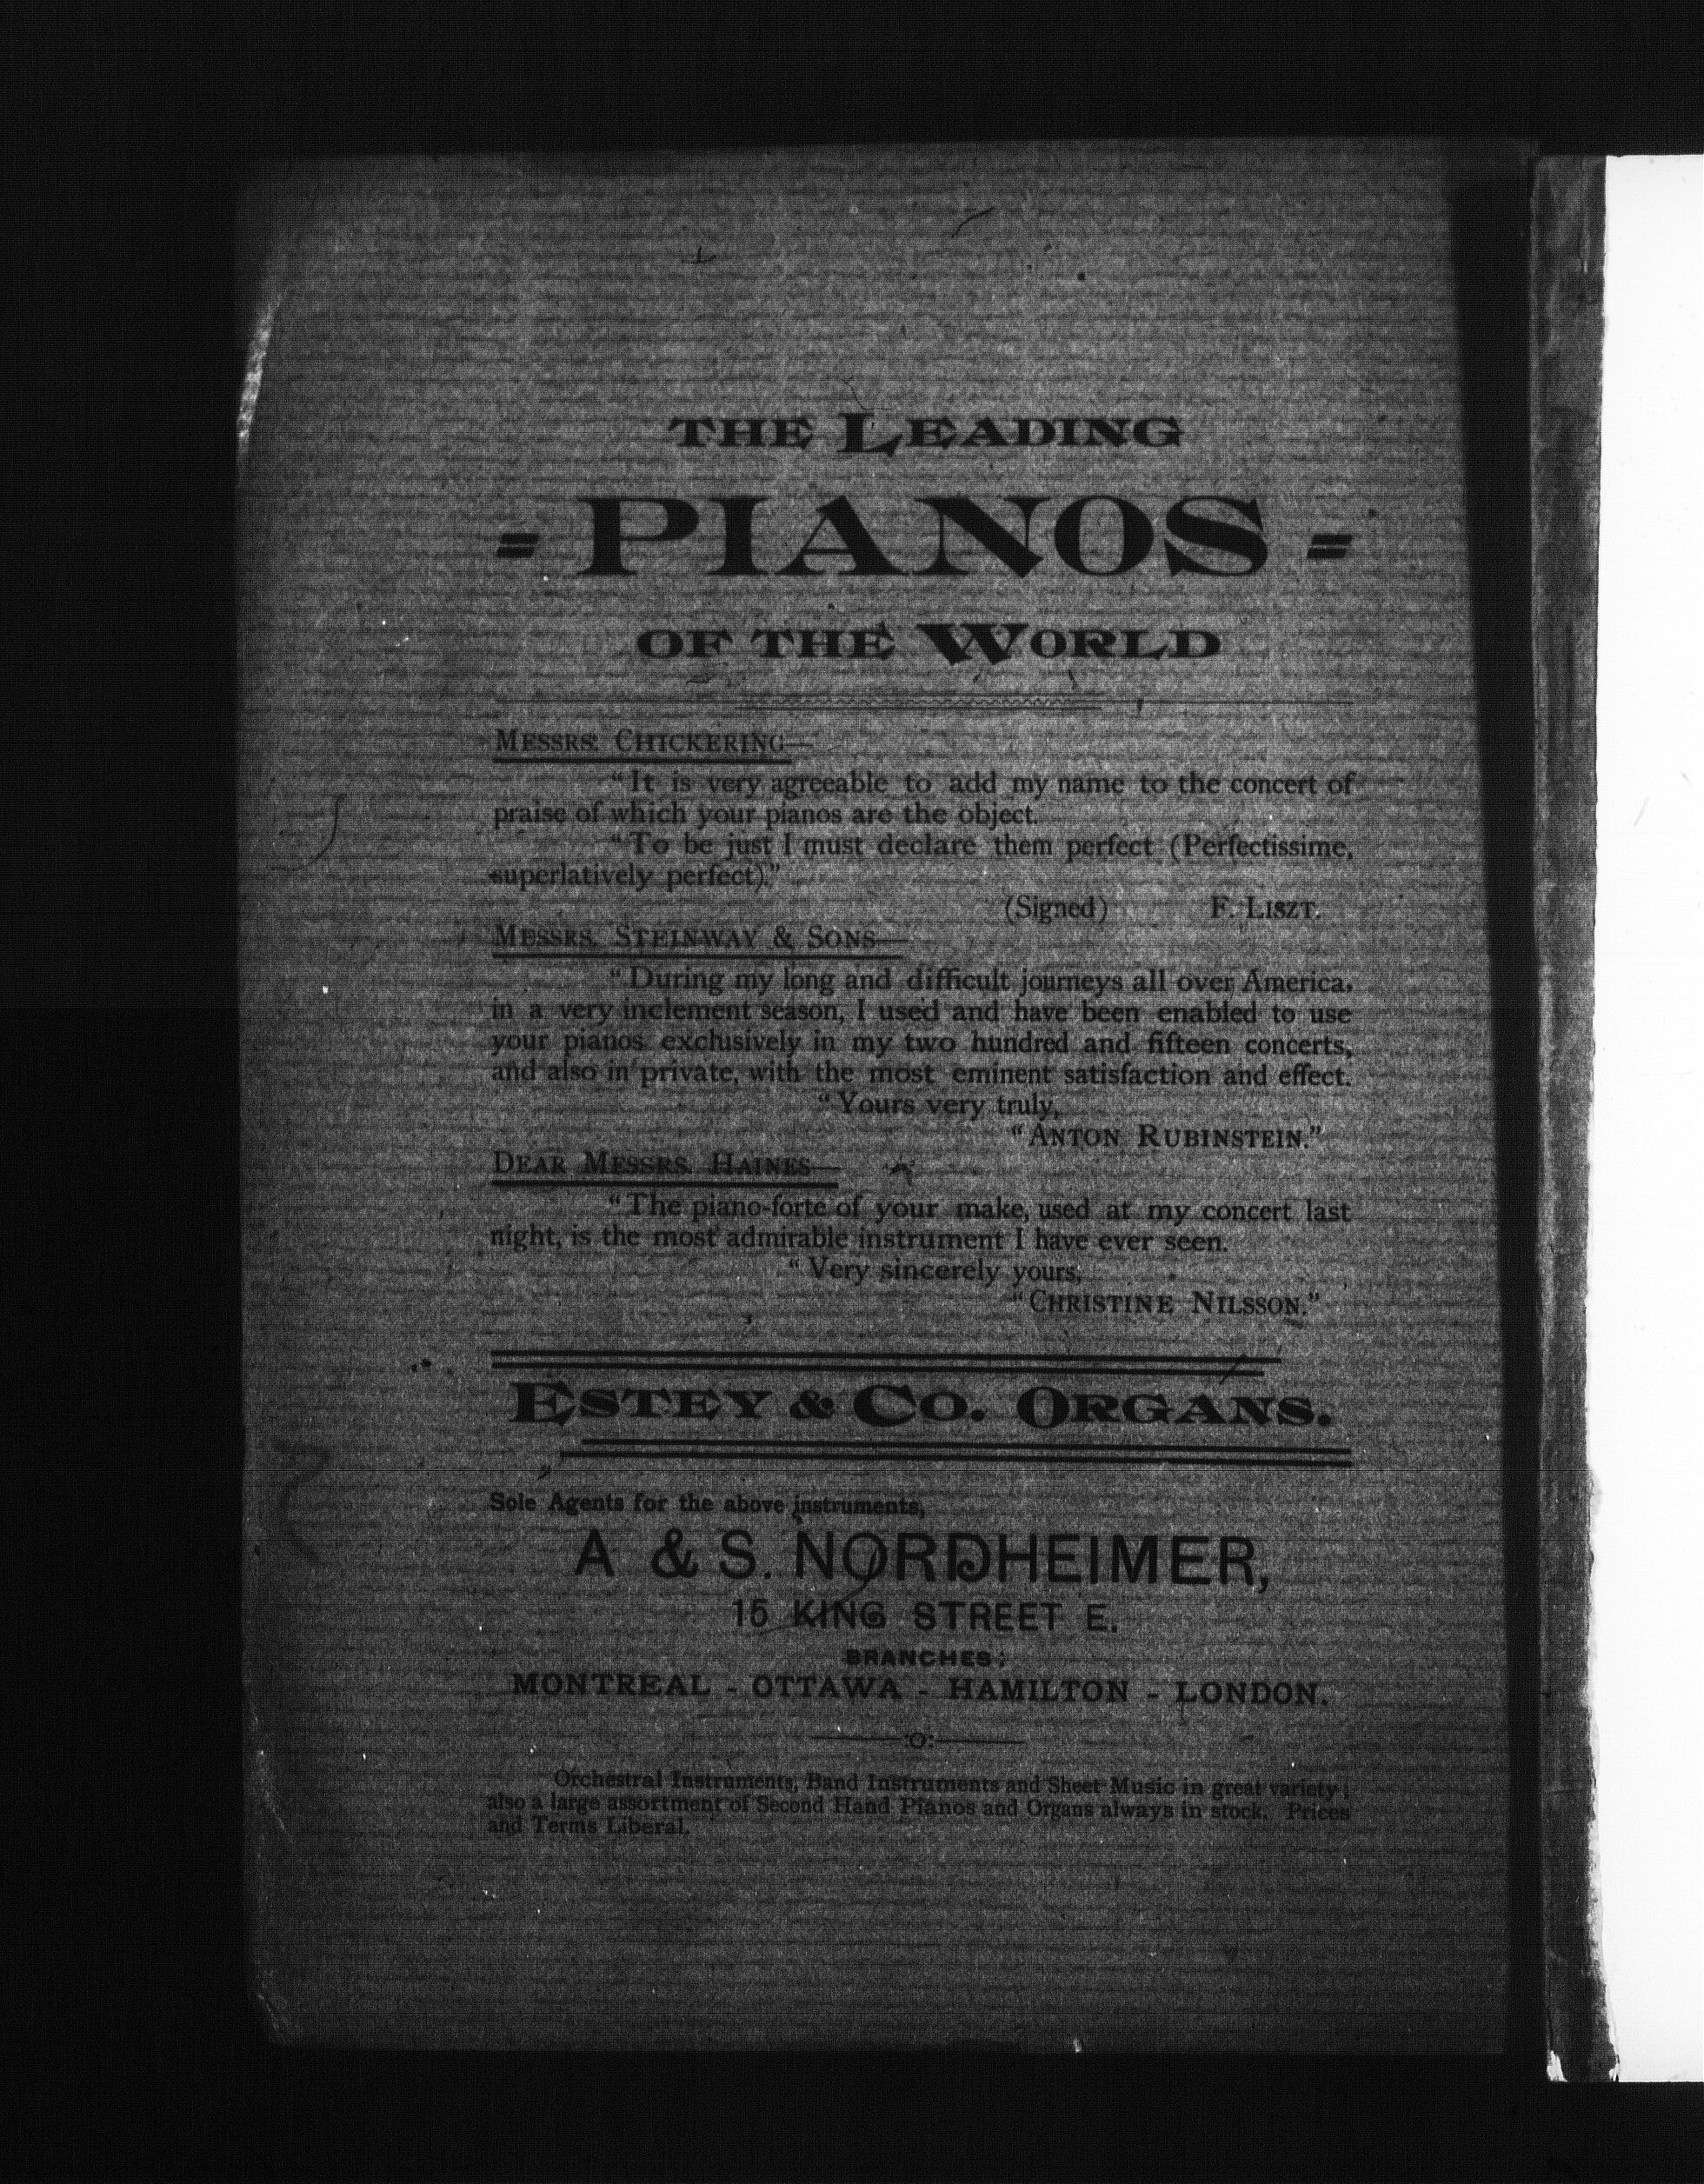 THE LEADING
= PIANOS =
OF THE WORLD
MESSRS. CHICKERING—
"It is very agreeable to add my name to the concert of
praise of which your pianos are the object.
"To be just I must declare them perfect (Perfectissime,
superlatively perfect)."
(Signed) F. LISZT.
MESSRS. STEINWAY & SONS—
"During my long and difficult journeys all over America.
in a very inclement season, I used and have been enabled to use
your pianos exclusively in my two hundred and fifteen concerts,
and also in private, with the most eminent satisfaction and effect.
"Yours very truly,
"ANTON RUBINSTEIN."
DEAR MESSRS. HAINES—
"The piano-forte of your make, used at my concert last
night, is the most admirable instrument I have ever seen.
"Very sincerely yours,
"CHRISTINE NILSSON."
ESTEY & CO. ORGANS.
Sole Agents for the above instruments,
A & S. NORDHEIMER,
15 KING STREET E.
BRANCHES:
MONTREAL - OTTAWA - HAMILTON - LONDON.
—:o:—
Orchestral Instruments, Band Instruments and Sheet Music in great variety;
also a large assortment of Second Hand Pianos and Organs always in stock. Prices
and Terms Liberal.